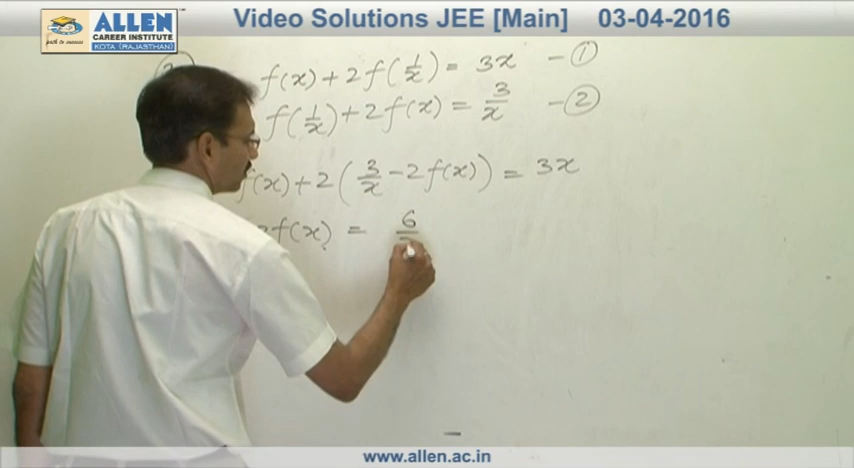 Video Solutions JEE [Main] 03-04-2016
ALLEN
CAREER INSTITUTE
KOTA (RAJASTHAN)
path to success
f(x) + 2f(1/x) = 3x - ①
f(1/x) + 2f(x) = 3/x - ②
f(x) + 2(3/x - 2f(x)) = 3x
f(x) = 6
www.allen.ac.in